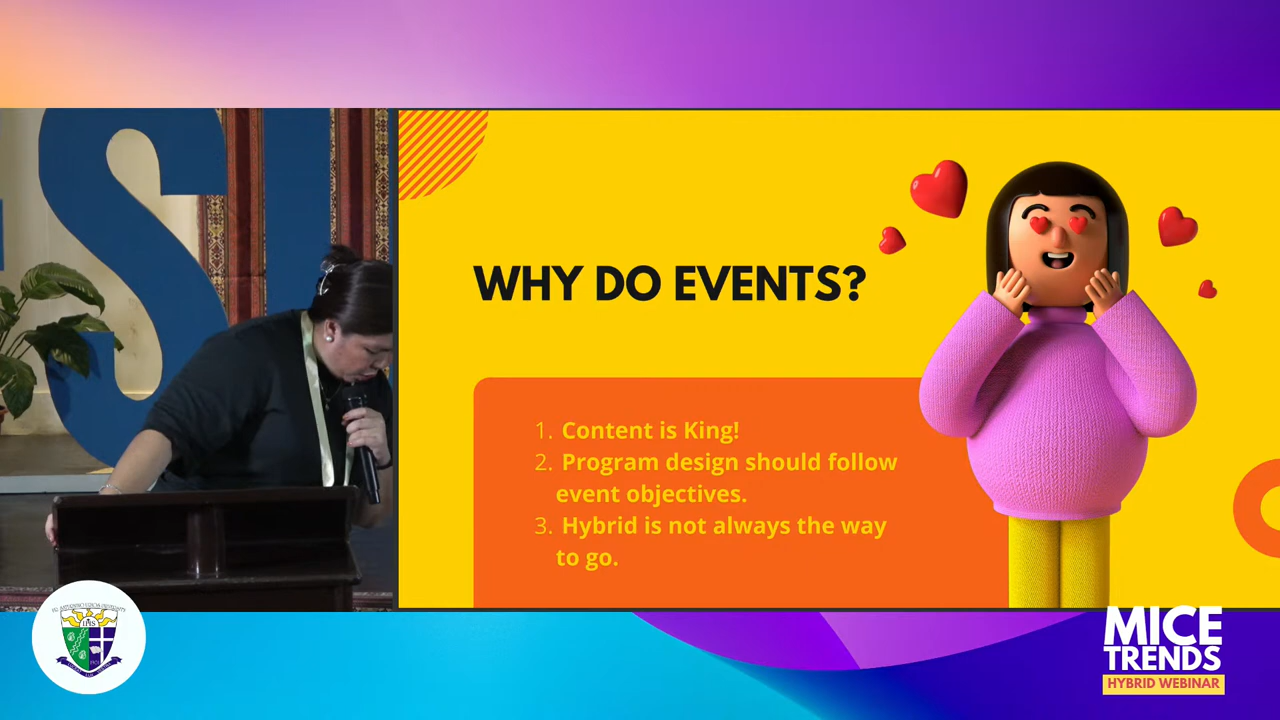 S
WHY DO EVENTS?
1. Content is King!
2. Program design should follow
event objectives.
3. Hybrid is not always the way
to go.
IHS
MICE
TRENDS
HYBRID WEBINAR